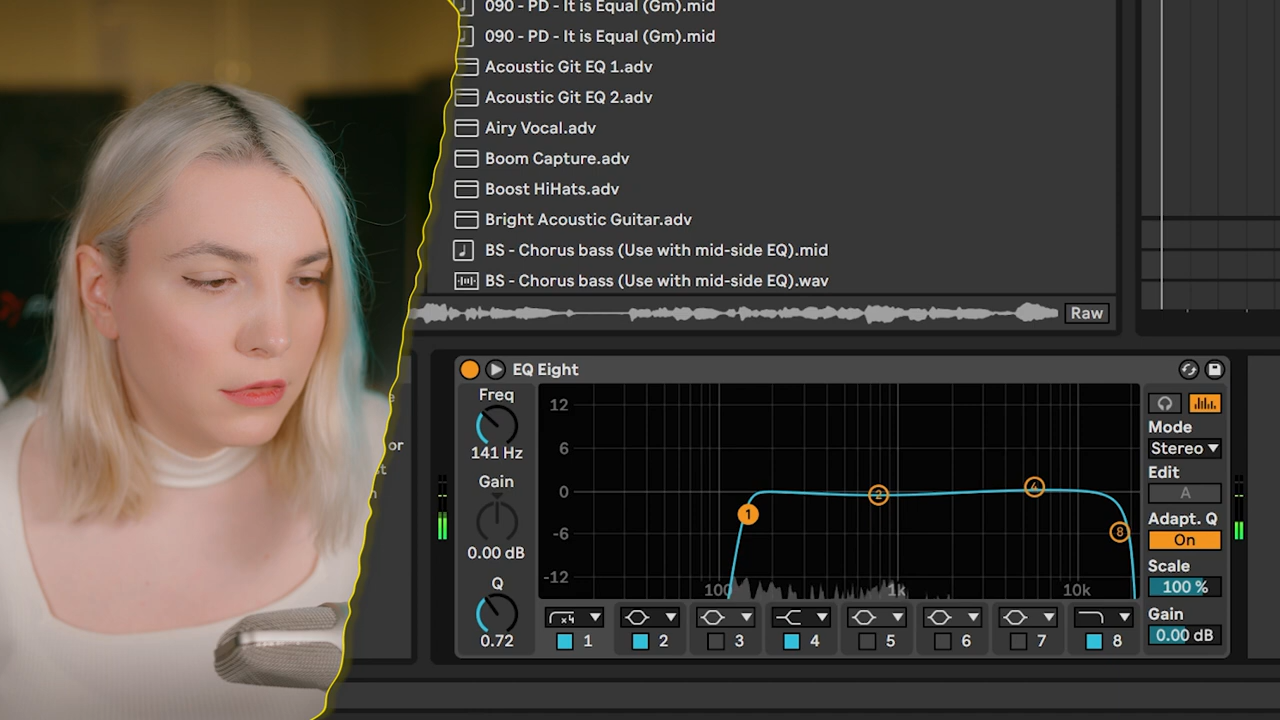 090 - PD - It is Equal (Gm).mid
090 - PD - It is Equal (Gm).mid
Acoustic Git EQ 1.adv
Acoustic Git EQ 2.adv
Airy Vocal.adv
Boom Capture.adv
Boost HiHats.adv
Bright Acoustic Guitar.adv
BS - Chorus bass (Use with mid-side EQ).mid
BS - Chorus bass (Use with mid-side EQ).wav
Raw
or
EQ Eight
Freq
141 Hz
Gain
0.00 dB
Q
0.72
12
6
0
-6
-12
100
1k
10k
1
2
4
8
x4
1
2
3
4
5
6
7
8
Mode
Stereo
Edit
A
Adapt. Q
On
Scale
100 %
Gain
0.00 dB